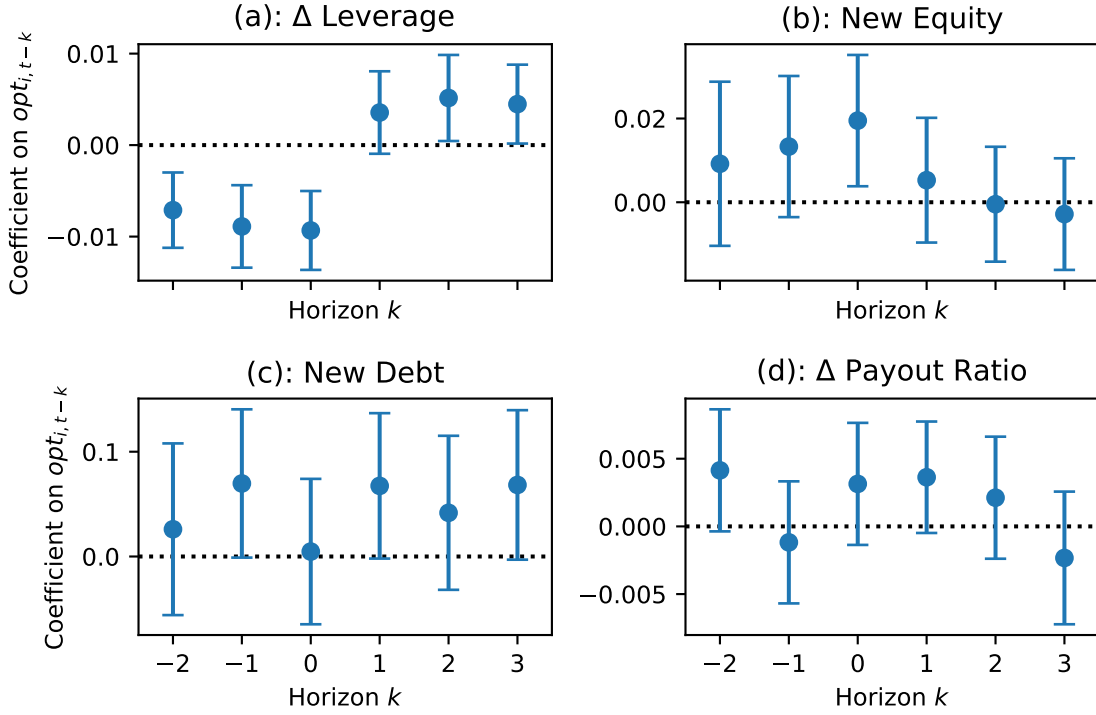 (a): Δ Leverage
Coefficient on opt_{i,t−k}
0.01
0.00
−0.01
Horizon k
(b): New Equity
0.02
0.00
Horizon k
(c): New Debt
Coefficient on opt_{i,t−k}
0.1
0.0
−2 −1 0 1 2 3
Horizon k
(d): Δ Payout Ratio
0.005
0.000
−0.005
−2 −1 0 1 2 3
Horizon k